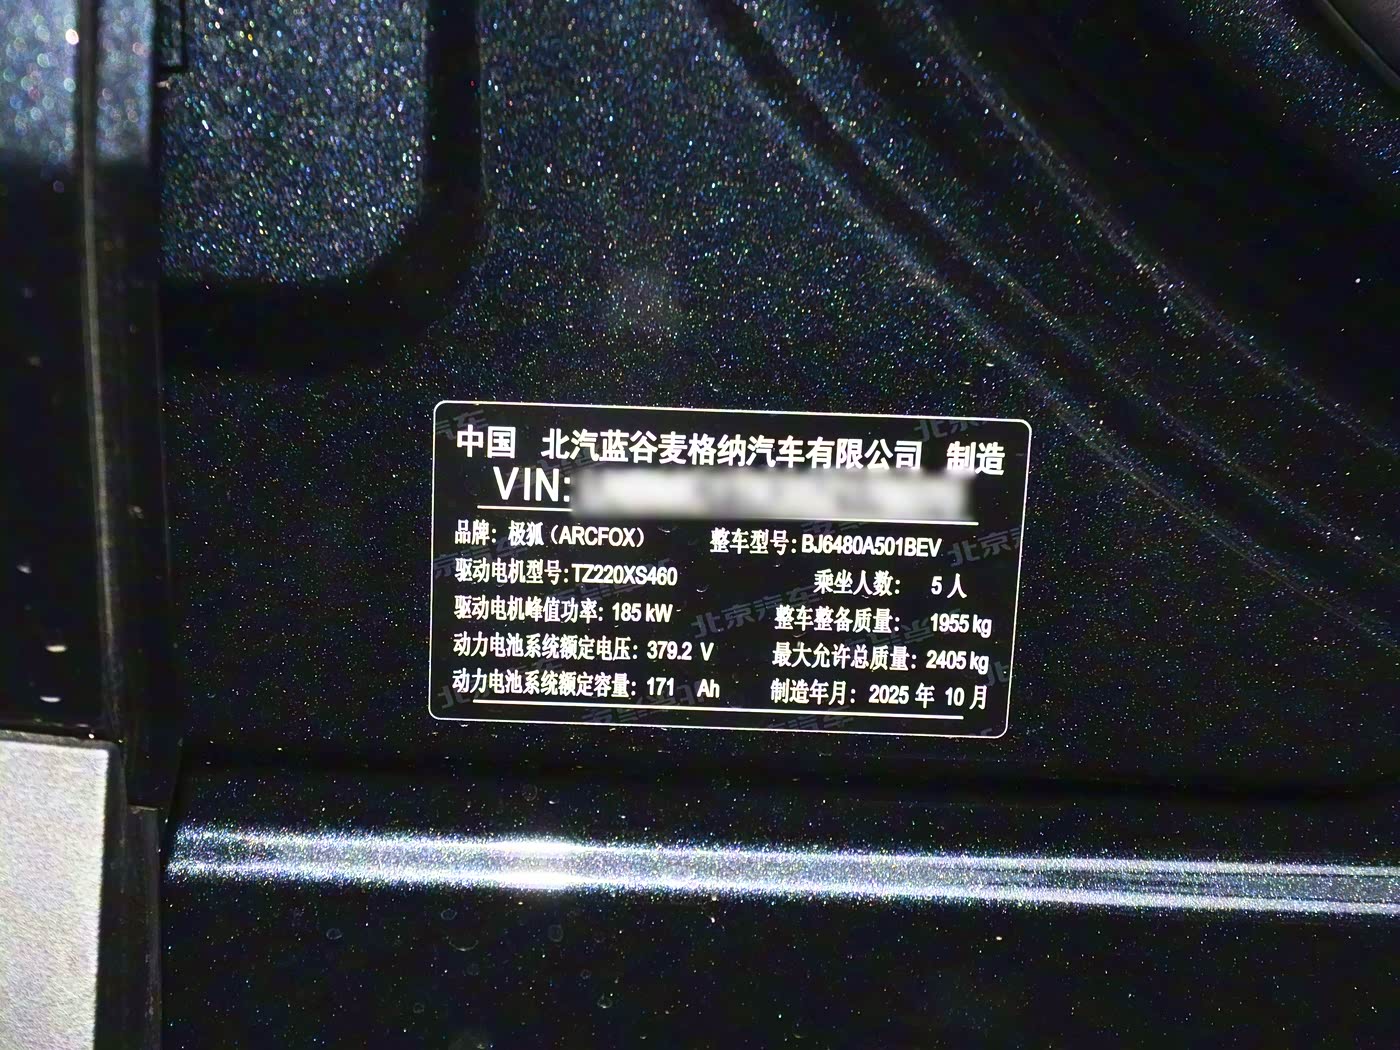 中国 北汽蓝谷麦格纳汽车有限公司 制造
VIN:
品牌：极狐（ARCFOX） 整车型号：BJ6480A501BEV
驱动电机型号：TZ220XS460 乘坐人数： 5 人
驱动电机峰值功率：185 kW 整车整备质量： 1955 kg
动力电池系统额定电压：379.2 V 最大允许总质量：2405 kg
动力电池系统额定容量：171 Ah 制造年月：2025 年 10 月
北京汽车